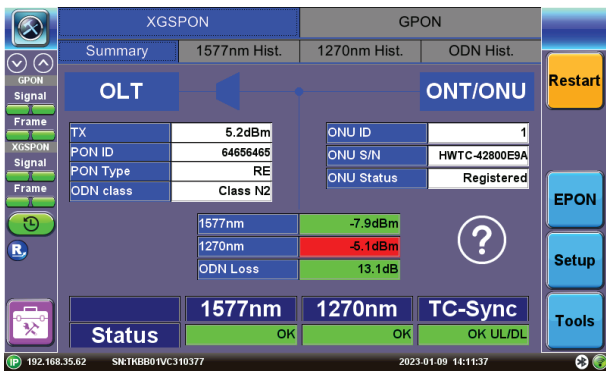 XGSPON GPON
Summary 1577nm Hist. 1270nm Hist. ODN Hist.
GPON
Signal
Frame
XGSPON
Signal
Frame
OLT ONT/ONU
TX 5.2dBm
PON ID 64656465
PON Type RE
ODN class Class N2
ONU ID 1
ONU S/N HWTC-42800E9A
ONU Status Registered
1577nm -7.9dBm
1270nm -5.1dBm
ODN Loss 13.1dB
?
1577nm 1270nm TC-Sync
Status OK OK OK UL/DL
Restart
EPON
Setup
Tools
R
IP 192.168.35.62 SN:TKBB01VC310377 2023-01-09 14:11:37